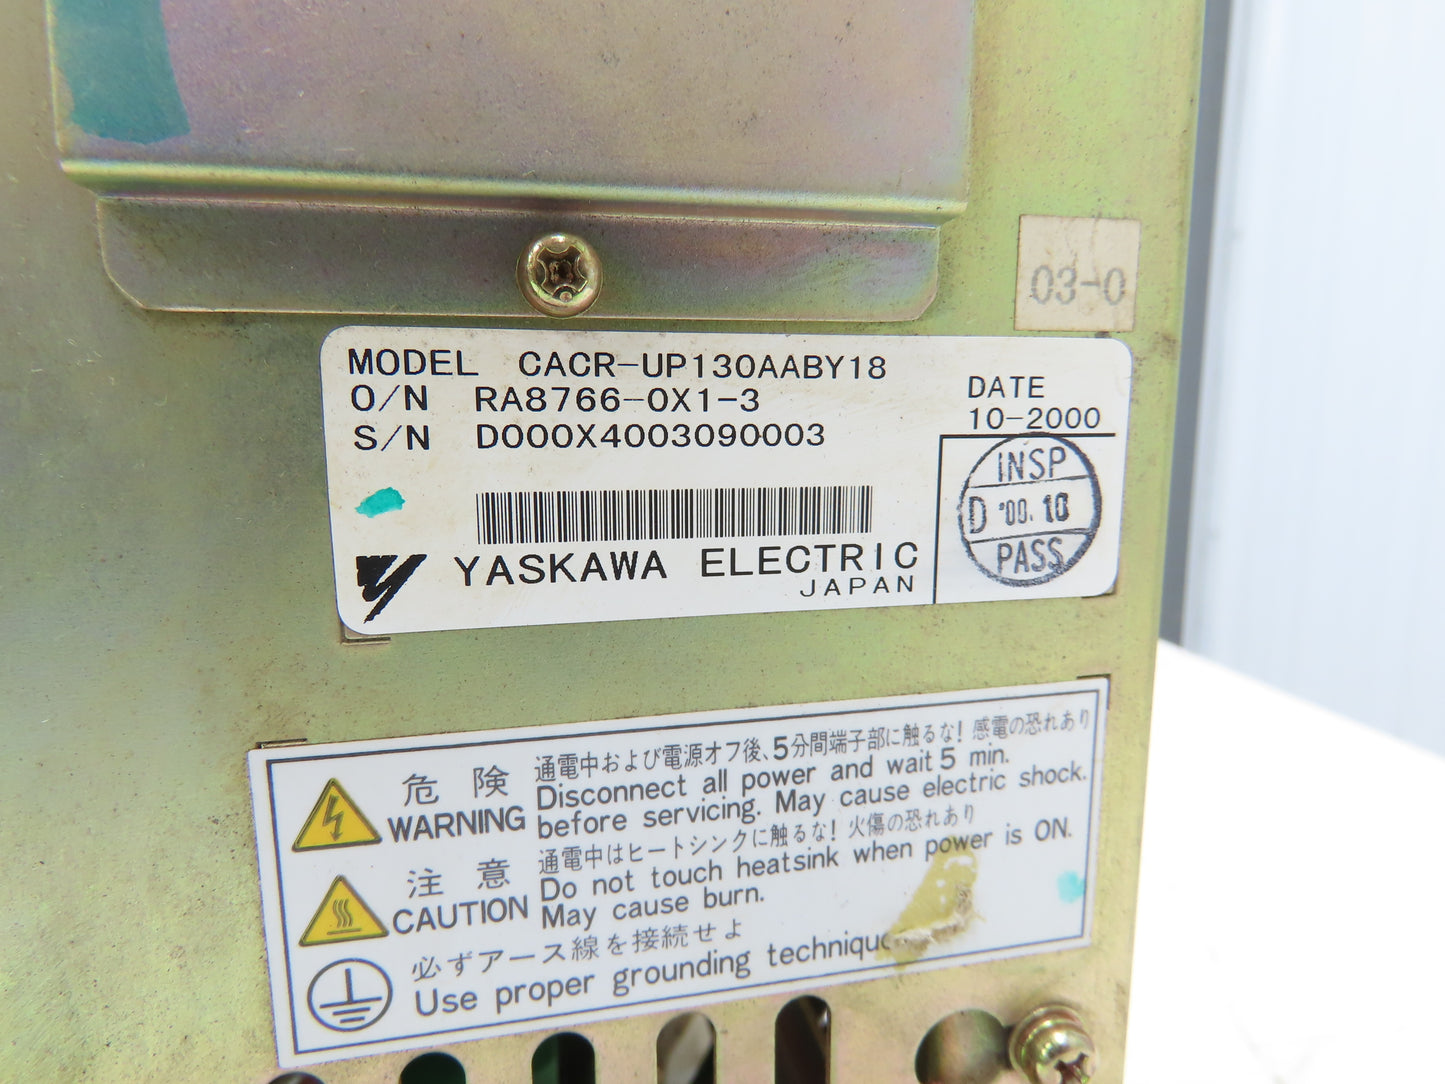 03-0
MODEL CACR-UP130AABY18
O/N RA8766-0X1-3
S/N D000X4003090003
DATE
10-2000
INSP
D '00. 10
PASS
YASKAWA ELECTRIC
JAPAN
危険 通電中および電源オフ後、5分間端子部に触るな! 感電の恐れあり
WARNING Disconnect all power and wait 5 min.
before servicing. May cause electric shock.
注意 通電中はヒートシンクに触るな! 火傷の恐れあり
CAUTION Do not touch heatsink when power is ON.
May cause burn.
必ずアース線を接続せよ
Use proper grounding technique